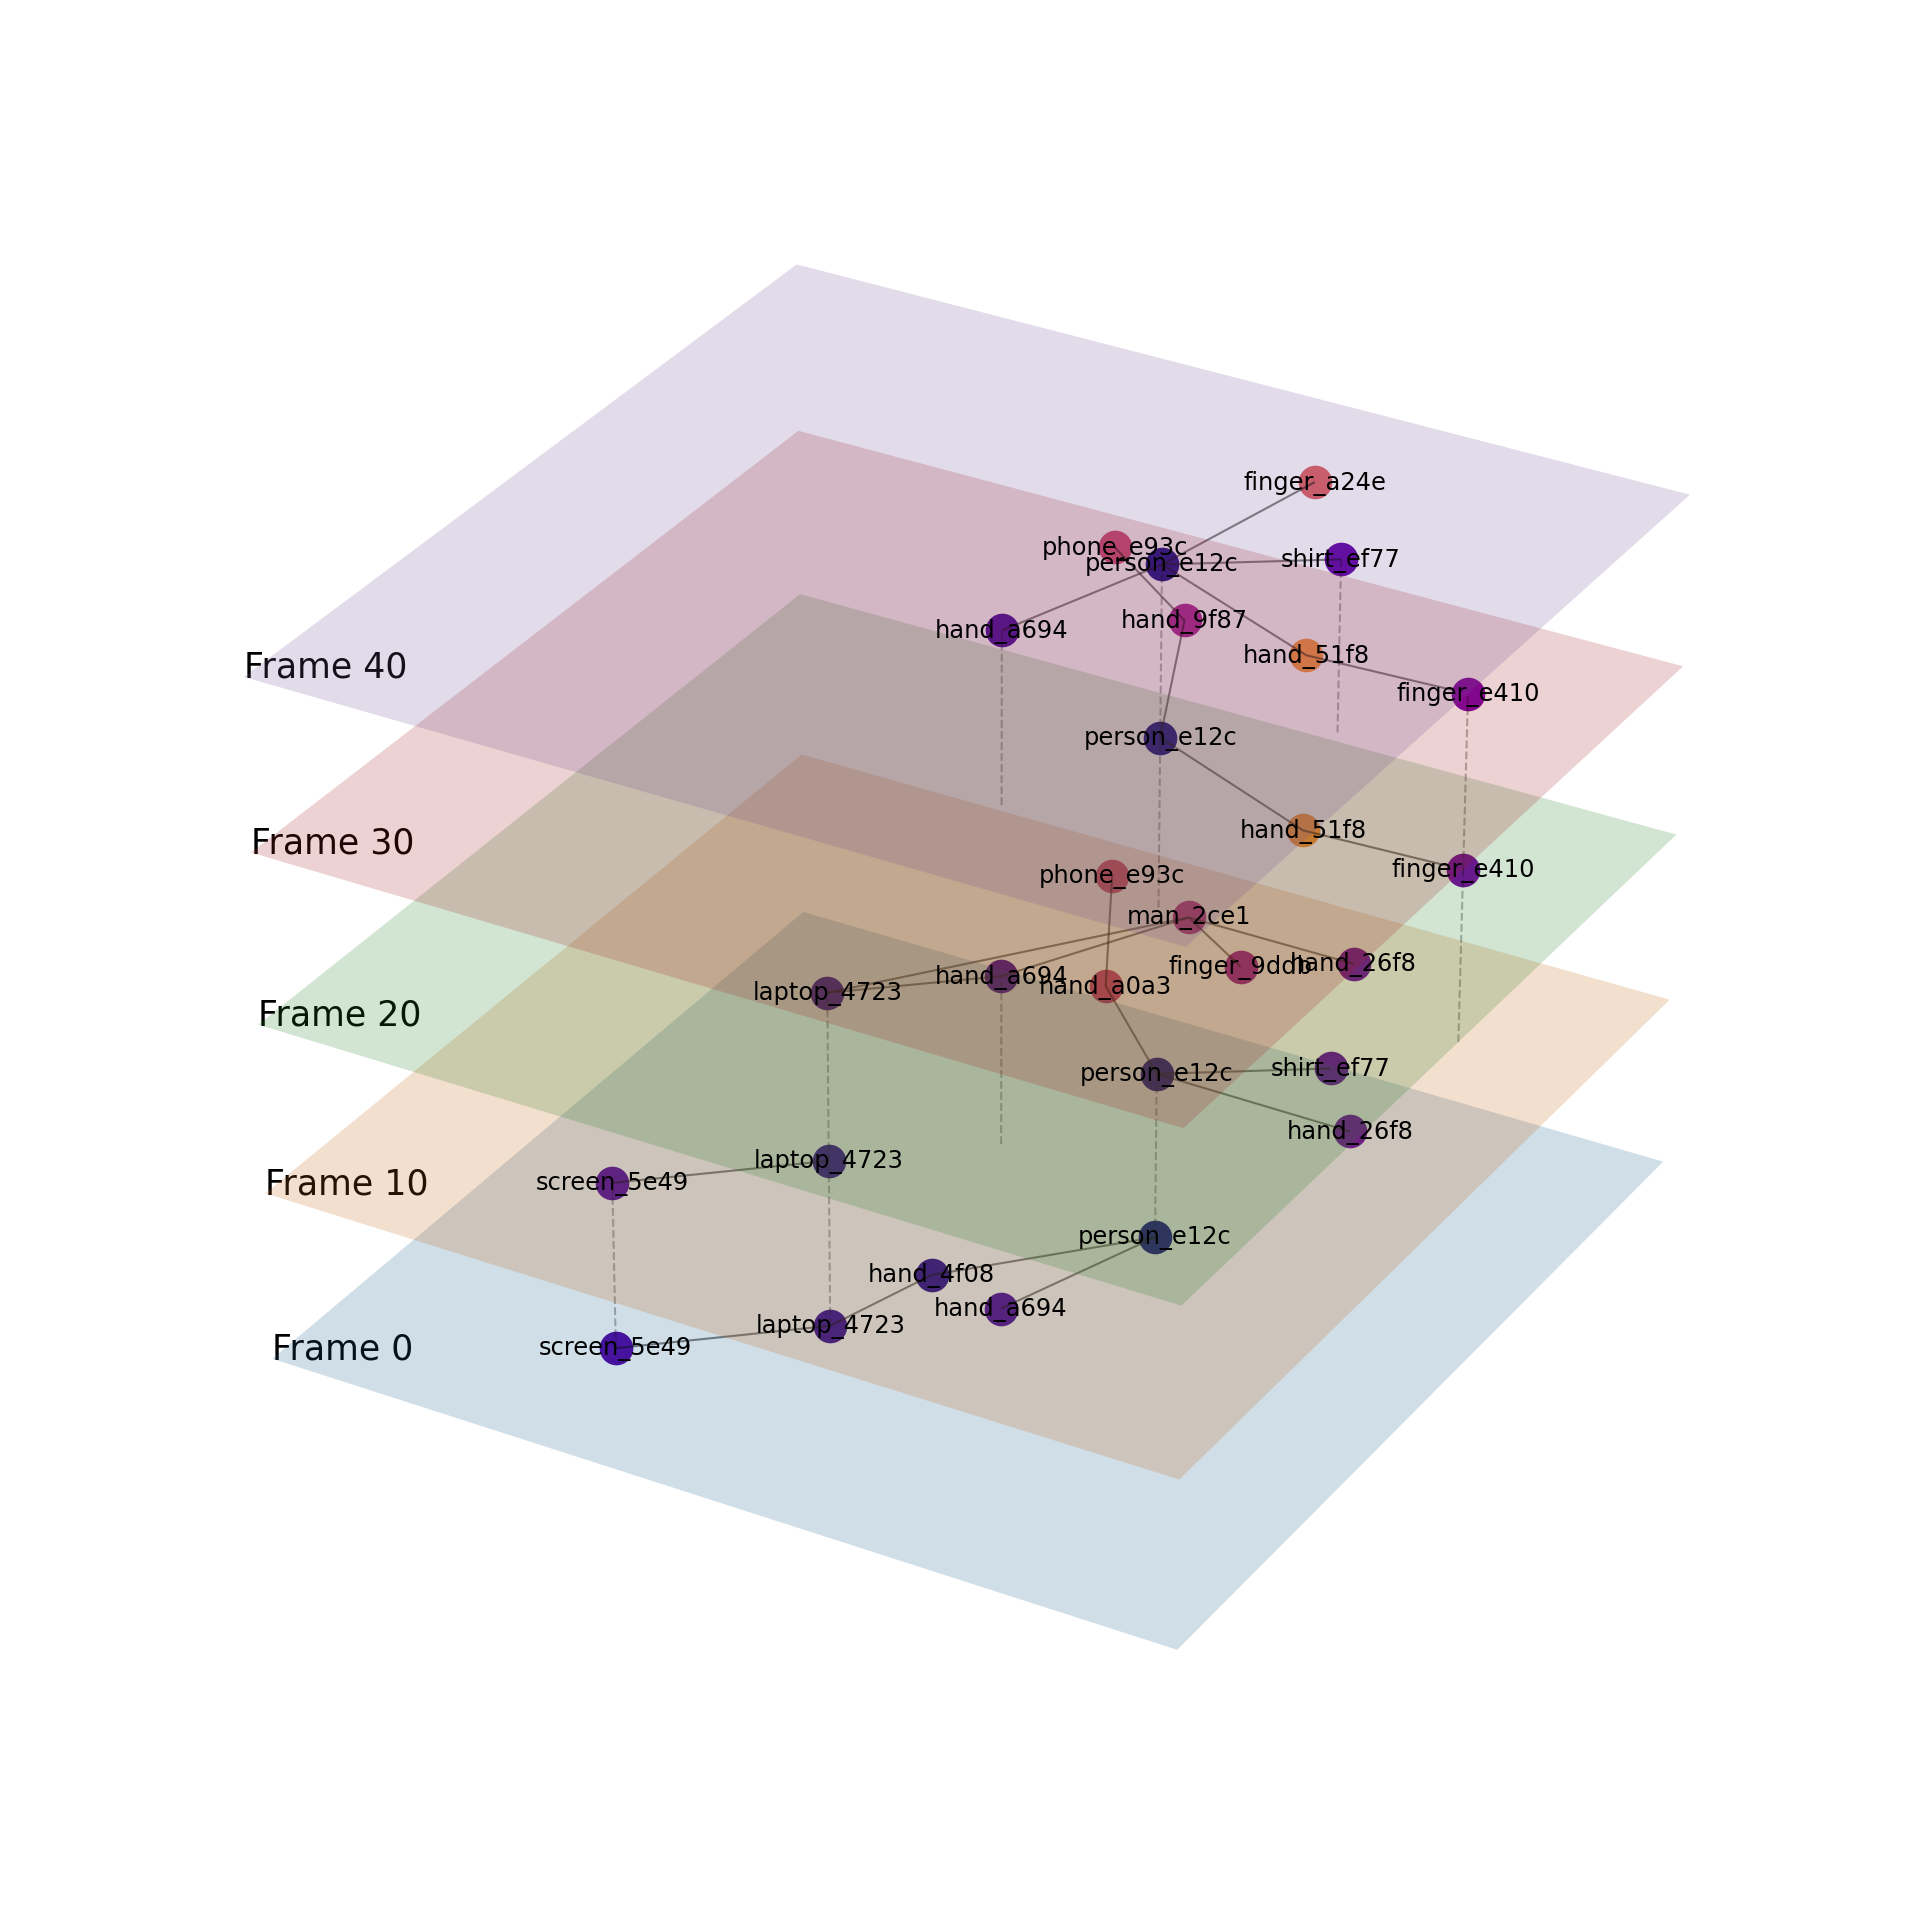 finger_a24e
phone_e93c
shirt_ef77
person_e12c
hand_9f87
hand_a694
hand_51f8
Frame 40
finger_e410
person_e12c
hand_51f8
Frame 30
finger_e410
phone_e93c
man_2ce1
hand_26f8
finger_9ddb
hand_a694
hand_a0a3
laptop_4723
Frame 20
shirt_ef77
person_e12c
hand_26f8
laptop_4723
screen_5e49
Frame 10
person_e12c
hand_4f08
hand_a694
laptop_4723
screen_5e49
Frame 0